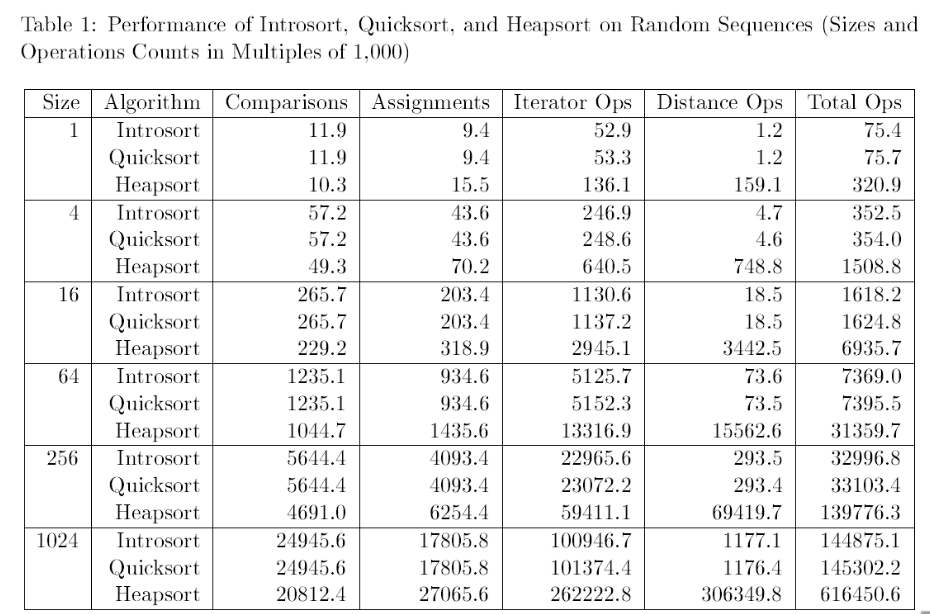 Table 1: Performance of Introsort, Quicksort, and Heapsort on Random Sequences (Sizes and
Operations Counts in Multiples of 1,000)
Size Algorithm Comparisons Assignments Iterator Ops Distance Ops Total Ops
1 Introsort 11.9 9.4 52.9 1.2 75.4
Quicksort 11.9 9.4 53.3 1.2 75.7
Heapsort 10.3 15.5 136.1 159.1 320.9
4 Introsort 57.2 43.6 246.9 4.7 352.5
Quicksort 57.2 43.6 248.6 4.6 354.0
Heapsort 49.3 70.2 640.5 748.8 1508.8
16 Introsort 265.7 203.4 1130.6 18.5 1618.2
Quicksort 265.7 203.4 1137.2 18.5 1624.8
Heapsort 229.2 318.9 2945.1 3442.5 6935.7
64 Introsort 1235.1 934.6 5125.7 73.6 7369.0
Quicksort 1235.1 934.6 5152.3 73.5 7395.5
Heapsort 1044.7 1435.6 13316.9 15562.6 31359.7
256 Introsort 5644.4 4093.4 22965.6 293.5 32996.8
Quicksort 5644.4 4093.4 23072.2 293.4 33103.4
Heapsort 4691.0 6254.4 59411.1 69419.7 139776.3
1024 Introsort 24945.6 17805.8 100946.7 1177.1 144875.1
Quicksort 24945.6 17805.8 101374.4 1176.4 145302.2
Heapsort 20812.4 27065.6 262222.8 306349.8 616450.6